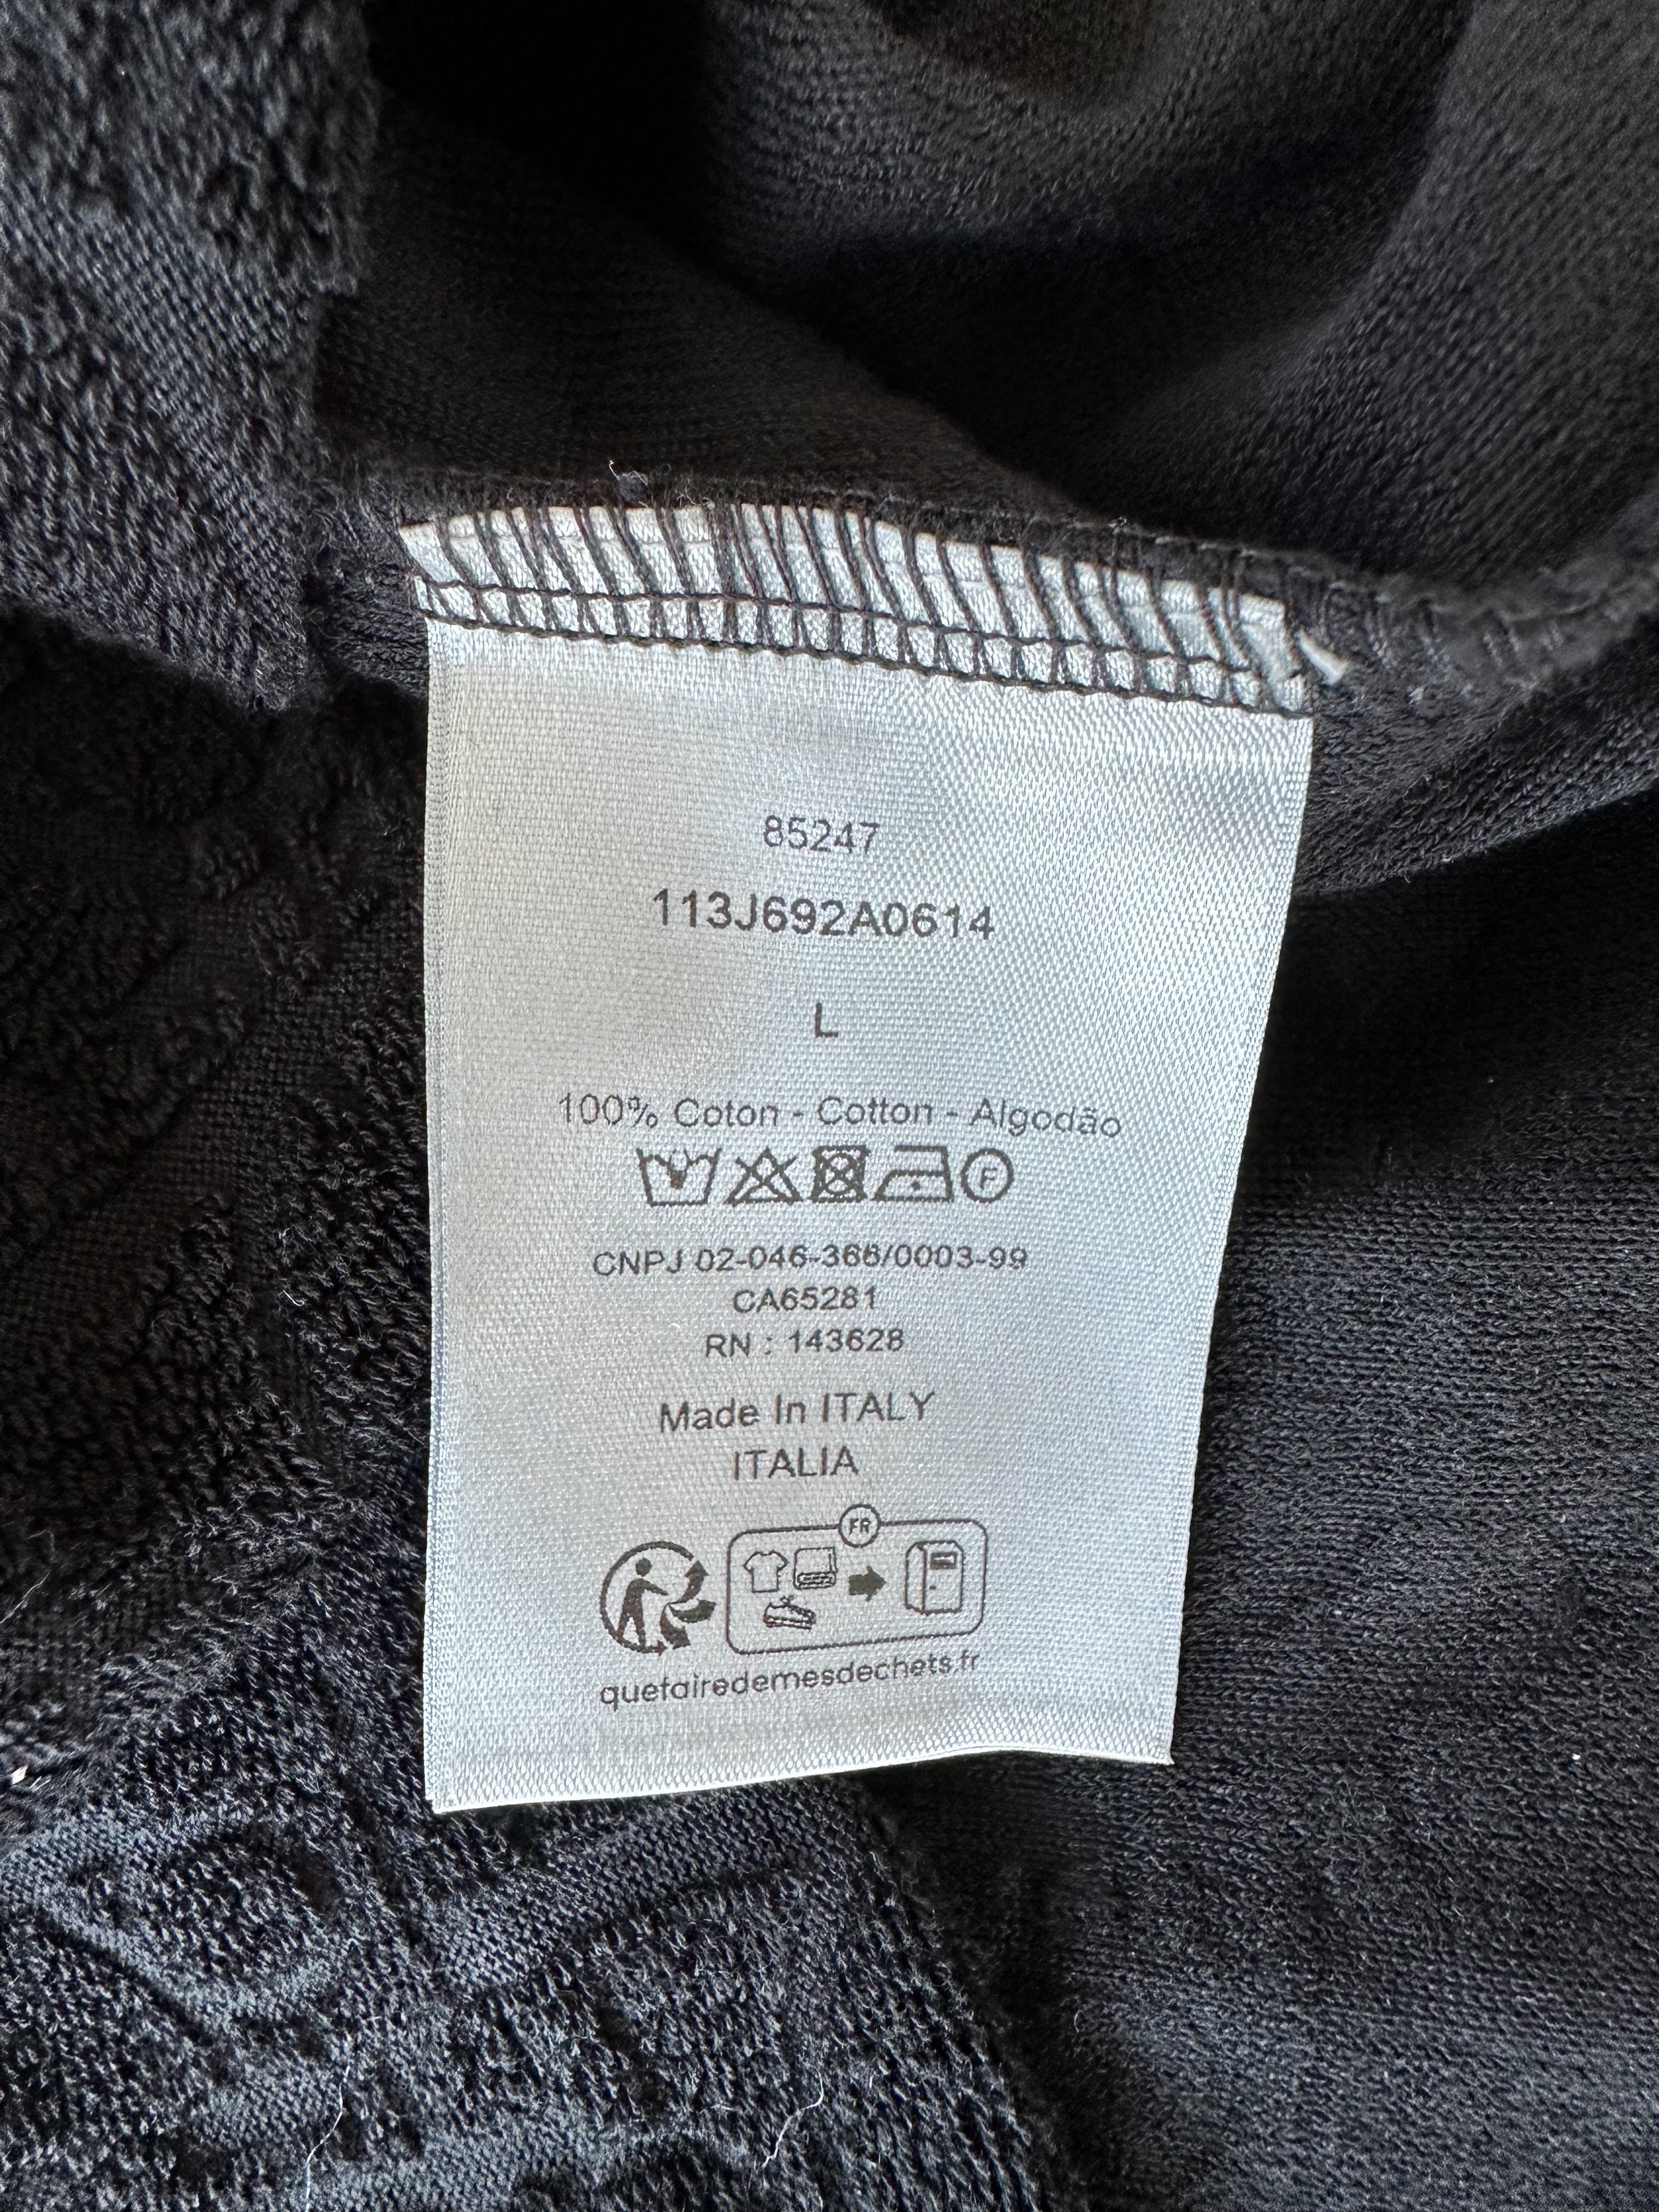 85247
113J692A0614
L
100% Coton - Cotton - Algodão
F
CNPJ 02-046-366/0003-99
CA65281
RN : 143628
Made In ITALY
ITALIA
FR
quefairedemesdechets.fr